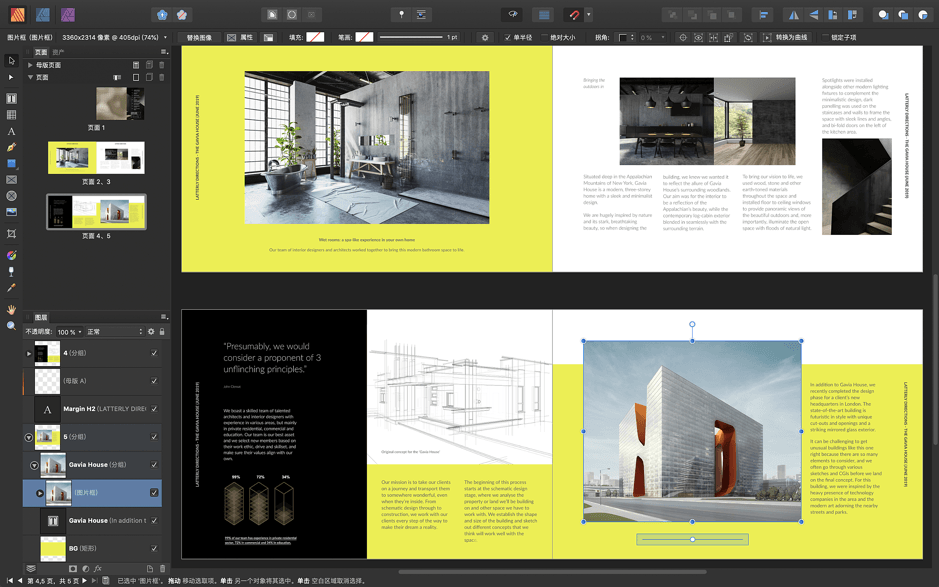 图片框 (图片框)
3360x2314 像素 @ 405dpi (74%)
替换图像
属性
填充:
笔画:
1 pt
单半径
绝对大小
拐角:
0 %
转换为曲线
锁定子项
页面
资产
母版页面
页面
页面 1
页面 2、3
页面 4、5
图层
不透明度:
100 %
正常
4 (分组)
(母版 A)
A
Margin H2 (LATTERLY DIREC
5 (分组)
Gavia House (分组)
(图片框)
Gavia House (In addition t
BG (矩形)
LATTERLY DIRECTIONS - THE GAVIA HOUSE (JUNE 2019)
Wet rooms: a spa-like experience in your own home
Our team of interior designers and architects worked together to bring this modern bathroom space to life
Bringing the
outdoors in
Situated deep in the Appalachian
Mountains of New York, Gavia
House is a modern, three-storey
home with a sleek and minimalist
design.
We are hugely inspired by nature
and its stark, breathtaking
beauty, so when designing the
building, we knew we wanted it
to reflect the allure of Gavia
House's surrounding woodlands.
Our aim was for the interior to
be a reflection of the
Appalachian's beauty, while the
contemporary log cabin exterior
blended in seamlessly with the
surrounding terrain.
To bring our vision to life, we
used wood, stone and other
earth-toned materials
throughout the space and
installed floor to ceiling windows
to provide panoramic views of
the beautiful outdoors and, more
importantly, illuminate the open
space with floods of natural light.
Spotlights were installed
alongside other modern lighting
fixtures to complement the
minimalistic design, dark
panelling was used on the
staircases and walls to frame the
space with sleek lines and angles,
and bi-fold doors on the left of
the kitchen area.
LATTERLY DIRECTIONS - THE GAVIA HOUSE (JUNE 2019)
LATTERLY DIRECTIONS - THE GAVIA HOUSE (JUNE 2019)
"Presumably, we would
consider a proponent of 3
unflinching principles."
We boast a skilled team of talented
architects and interior designers with
experience in various areas, but mainly
in private residential, commercial and
education. Our team is our best asset
and we select new members based on
their work ethic, drive and skillset, and
make sure their values align with our
own.
99%
72%
34%
99% of our team has experience in private residential
sector, 72% in commercial and 34% in education.
Original concept for the 'Gavia House'
Our mission is to take our clients
on a journey and transport them
to somewhere wonderful, even
when they're inside. From
schematic design through to
construction, we work with our
clients every step of the way to
make their dream a reality.
The beginning of this process
starts at the schematic design
stage, where we analyse the
property or land we'll be building
on and other space we have to
work with. We establish the shape
and size of the building and sketch
out different concepts that we
think will work well with the
space.
In addition to Gavia House, we
recently completed the design
phase for a client's new
headquarters in London. The
state-of-the-art building is
futuristic in style with unique
cut-outs and openings and a
striking mirrored glass exterior.
It can be challenging to get
unusual buildings like this one
right because there are so many
elements to consider, and we
often go through various
sketches and CGIs before we land
on the final concept. For this
building, we were inspired by the
heavy presence of technology
companies in the area and the
modern art adorning the nearby
streets and parks.
LATTERLY DIRECTIONS - THE GAVIA HOUSE (JUNE 2019)
第 4,5 页、共 5 页
已选中 '图片框'。 拖动 移动选取项。 单击 另一个对象将其选中。 单击 空白区域取消选择。